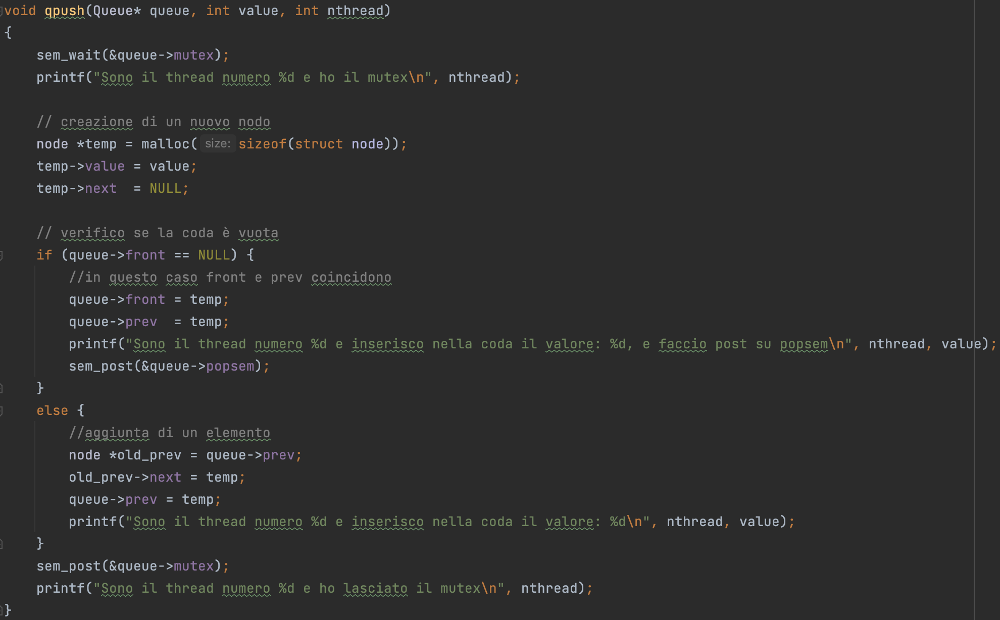 void qpush(Queue* queue, int value, int nthread)
{
    sem_wait(&queue->mutex);
    printf("Sono il thread numero %d e ho il mutex\n", nthread);
    // creazione di un nuovo nodo
    node *temp = malloc( size: sizeof(struct node));
    temp->value = value;
    temp->next  = NULL;
    // verifico se la coda è vuota
    if (queue->front == NULL) {
        //in questo caso front e prev coincidono
        queue->front = temp;
        queue->prev  = temp;
        printf("Sono il thread numero %d e inserisco nella coda il valore: %d, e faccio post su popsem\n", nthread, value);
        sem_post(&queue->popsem);
    }
    else {
        //aggiunta di un elemento
        node *old_prev = queue->prev;
        old_prev->next = temp;
        queue->prev = temp;
        printf("Sono il thread numero %d e inserisco nella coda il valore: %d\n", nthread, value);
    }
    sem_post(&queue->mutex);
    printf("Sono il thread numero %d e ho lasciato il mutex\n", nthread);
}